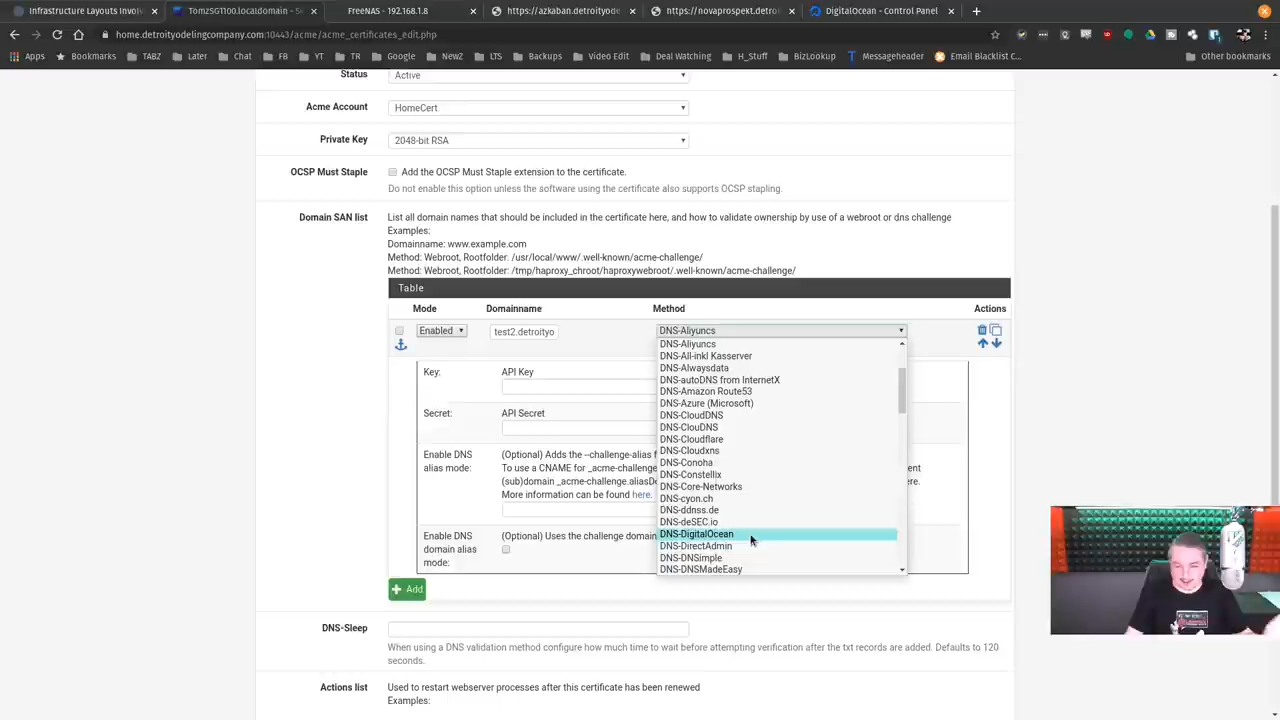 Infrastructure Layouts Invo
TomzSG100.localdomain - S
FreeNAS - 192.168.1.8
https://azkaban.detroityode
https://novaprospekt.detroi
DigitalOcean - Control Panel
home.detroityodelingcompany.com:10443/acme/acme_certificates_edit.php
Apps
Bookmarks
TABZ
Later
Chat
FB
YT
TR
Google
NewZ
LTS
Backups
Video Edit
Deal Watching
H_Stuff
BizLookup
Messageheader
Email Blacklist C...
Other bookmarks
Status
Active
Acme Account
HomeCert
Private Key
2048-bit RSA
OCSP Must Staple
Add the OCSP Must Staple extension to the certificate.
Do not enable this option unless the software using the certificate also supports OCSP stapling.
Domain SAN list
List all domain names that should be included in the certificate here, and how to validate ownership by use of a webroot or dns challenge
Examples:
Domainname: www.example.com
Method: Webroot, Rootfolder: /usr/local/www/.well-known/acme-challenge/
Method: Webroot, Rootfolder: /tmp/haproxy_chroot/haproxywebroot/.well-known/acme-challenge/
Table
Mode
Domainname
Method
Actions
Enabled
test2.detroityo
DNS-Aliyuncs
DNS-Aliyuncs
DNS-All-inkl Kasserver
DNS-Alwaysdata
DNS-autoDNS from InternetX
DNS-Amazon Route53
DNS-Azure (Microsoft)
DNS-CloudDNS
DNS-ClouDNS
DNS-Cloudflare
DNS-Cloudxns
DNS-Conoha
DNS-Constellix
DNS-Core-Networks
DNS-cyon.ch
DNS-ddnss.de
DNS-deSEC.io
DNS-DigitalOcean
DNS-DirectAdmin
DNS-DNSimple
DNS-DNSMadeEasy
Key:
API Key
Secret:
API Secret
Enable DNS
alias mode:
(Optional) Adds the --challenge-alias
To use a CNAME for _acme-challenge
ent
(sub)domain _acme-challenge.aliasDe
re.
More information can be found here.
Enable DNS
domain alias
mode:
(Optional) Uses the challenge domain
Add
DNS-Sleep
When using a DNS validation method configure how much time to wait before attempting verification after the txt records are added. Defaults to 120
seconds.
Actions list
Used to restart webserver processes after this certificate has been renewed
Examples: